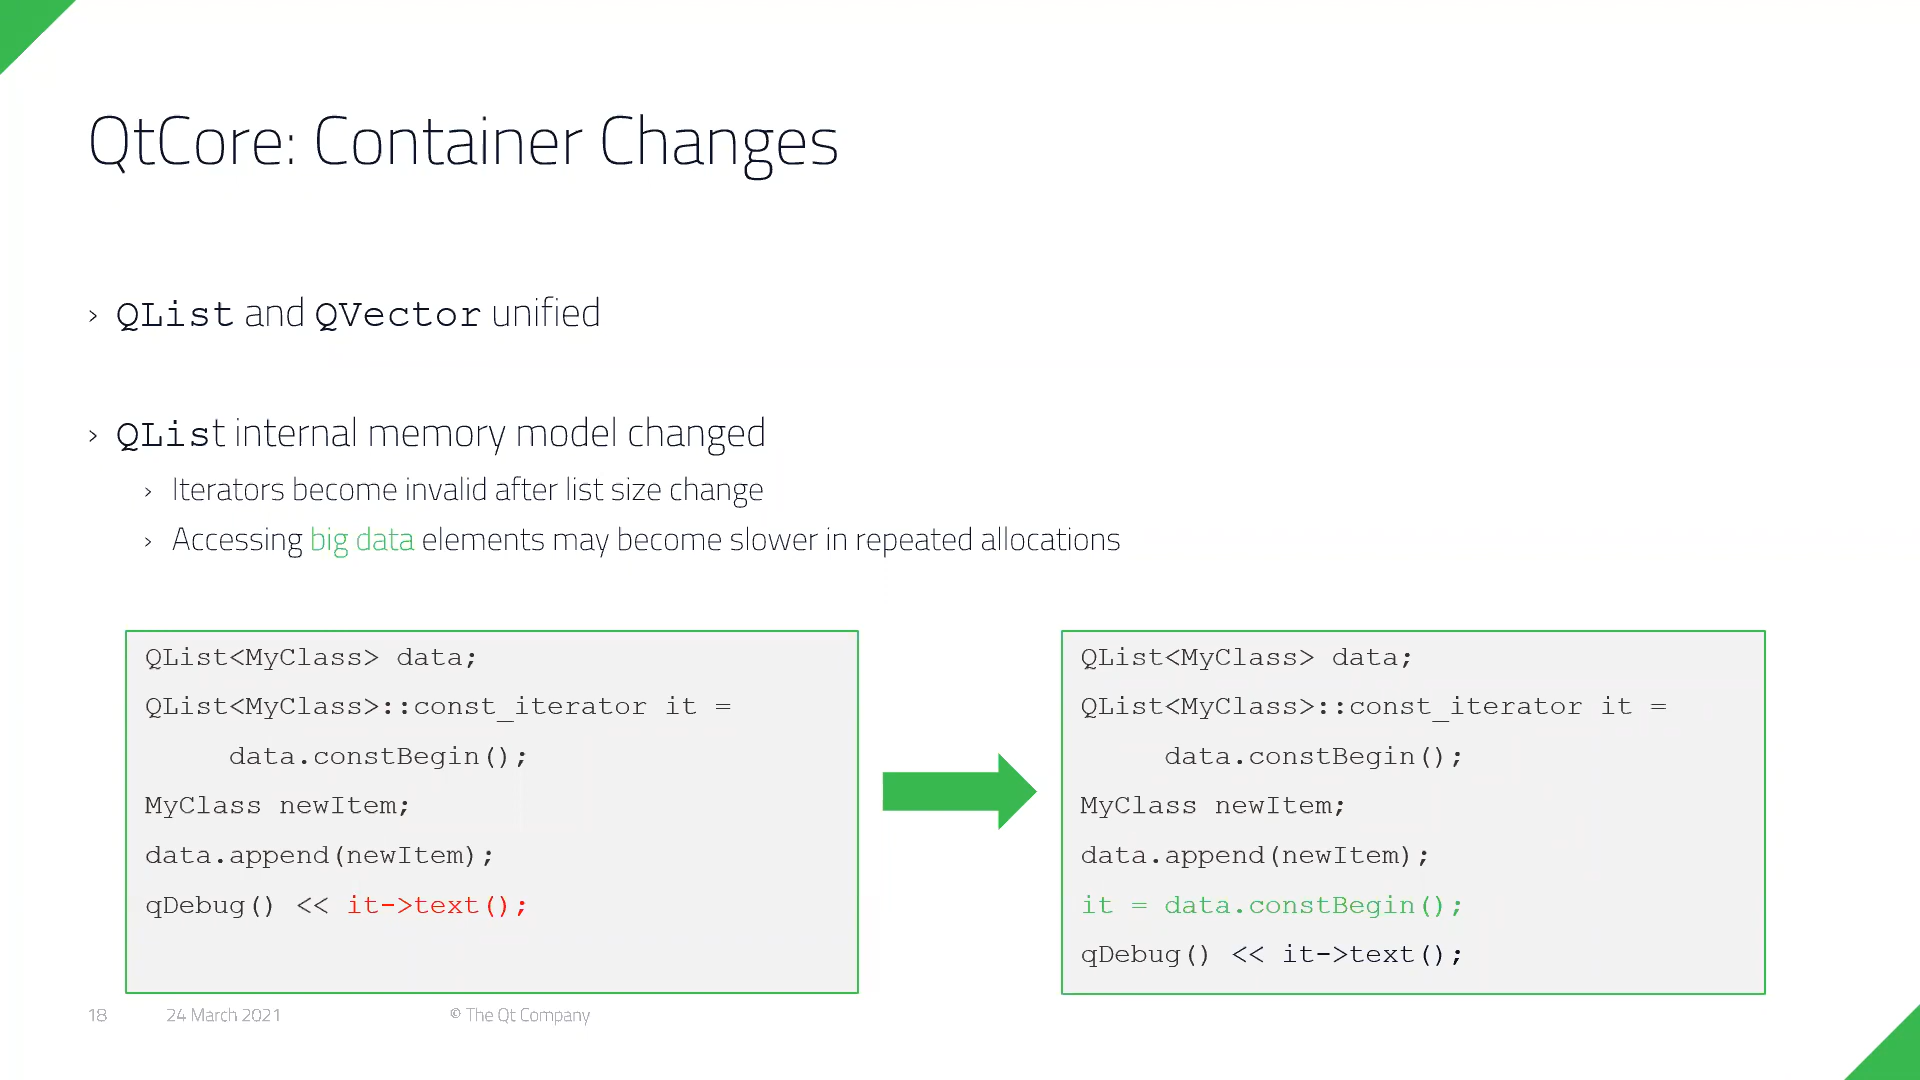 QtCore: Container Changes
› QList and QVector unified
› QList internal memory model changed
› Iterators become invalid after list size change
› Accessing big data elements may become slower in repeated allocations
QList<MyClass> data;
QList<MyClass>::const_iterator it =
data.constBegin();
MyClass newItem;
data.append(newItem);
qDebug() << it->text();
QList<MyClass> data;
QList<MyClass>::const_iterator it =
data.constBegin();
MyClass newItem;
data.append(newItem);
it = data.constBegin();
qDebug() << it->text();
18 24 March 2021 © The Qt Company